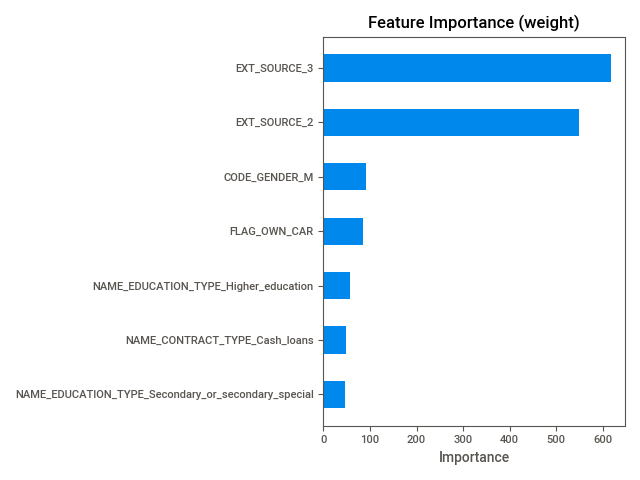 Feature Importance (weight)
EXT_SOURCE_3
EXT_SOURCE_2
CODE_GENDER_M
FLAG_OWN_CAR
NAME_EDUCATION_TYPE_Higher_education
NAME_CONTRACT_TYPE_Cash_loans
NAME_EDUCATION_TYPE_Secondary_or_secondary_special
0 100 200 300 400 500 600
Importance